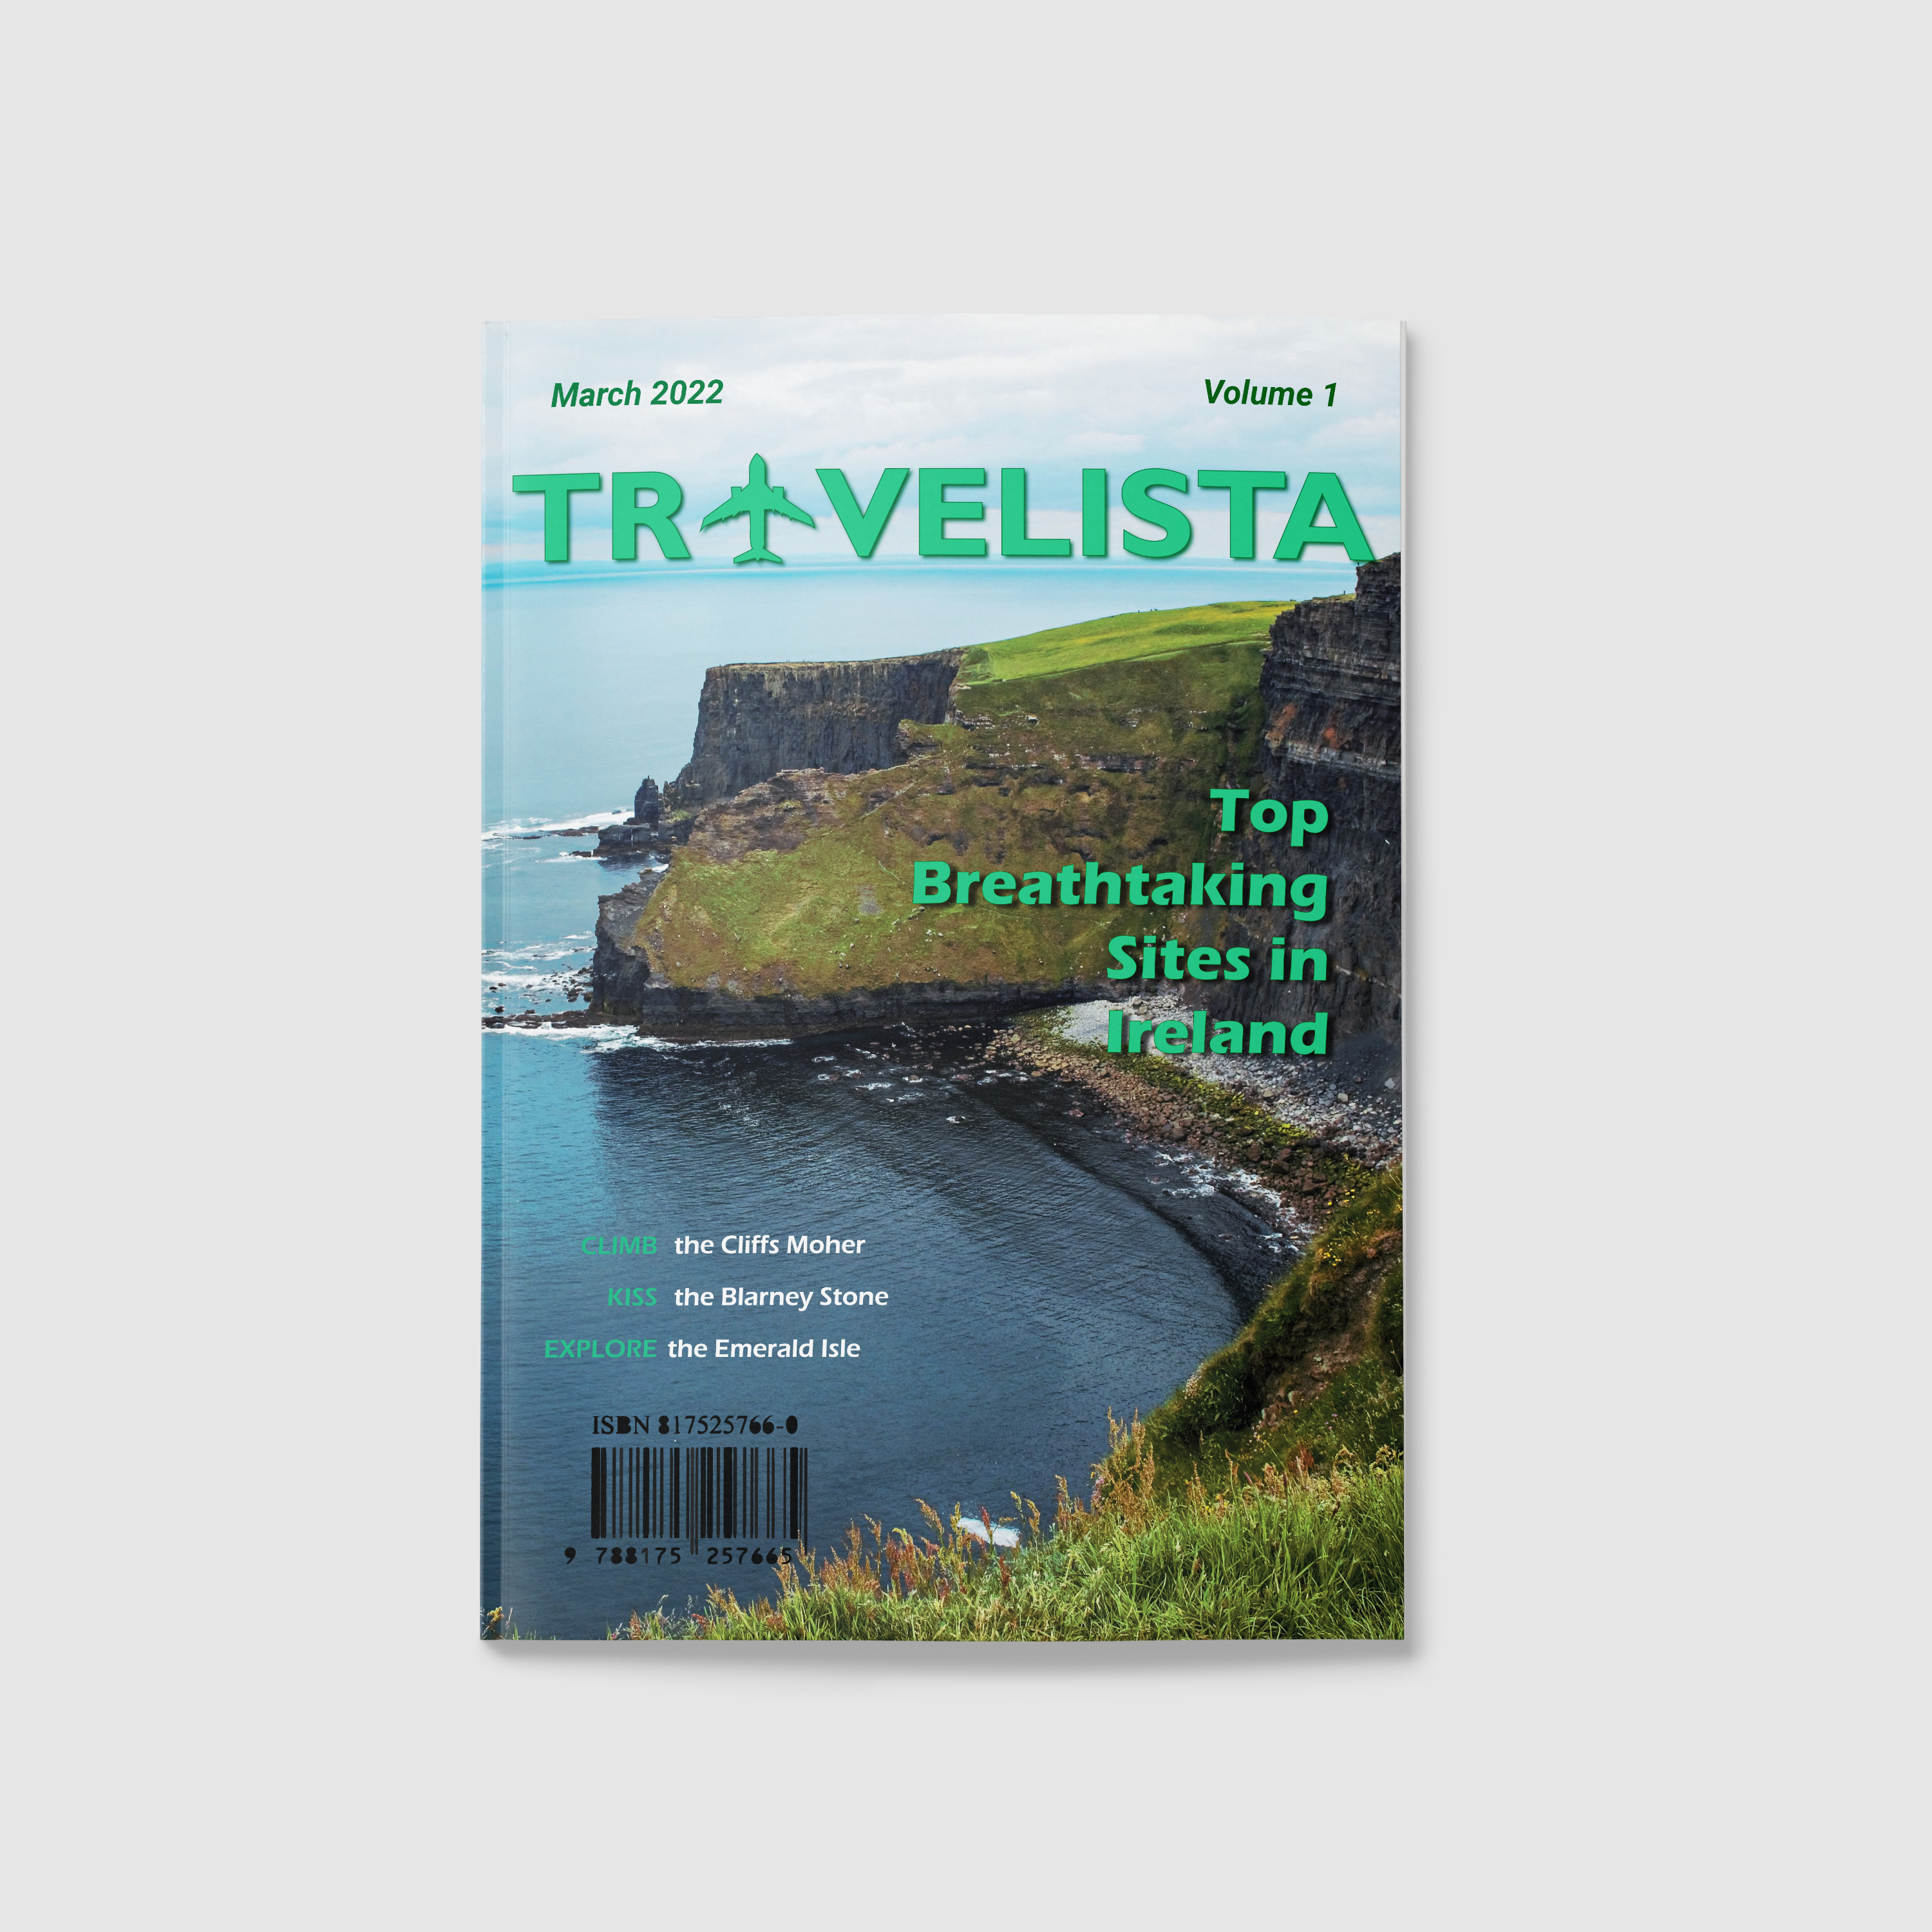 March 2022
Volume 1
TRAVELISTA
Top
Breathtaking
Sites in
Ireland
CLIMB the Cliffs Moher
KISS the Blarney Stone
EXPLORE the Emerald Isle
ISBN 817525766-0
9 788175 257665